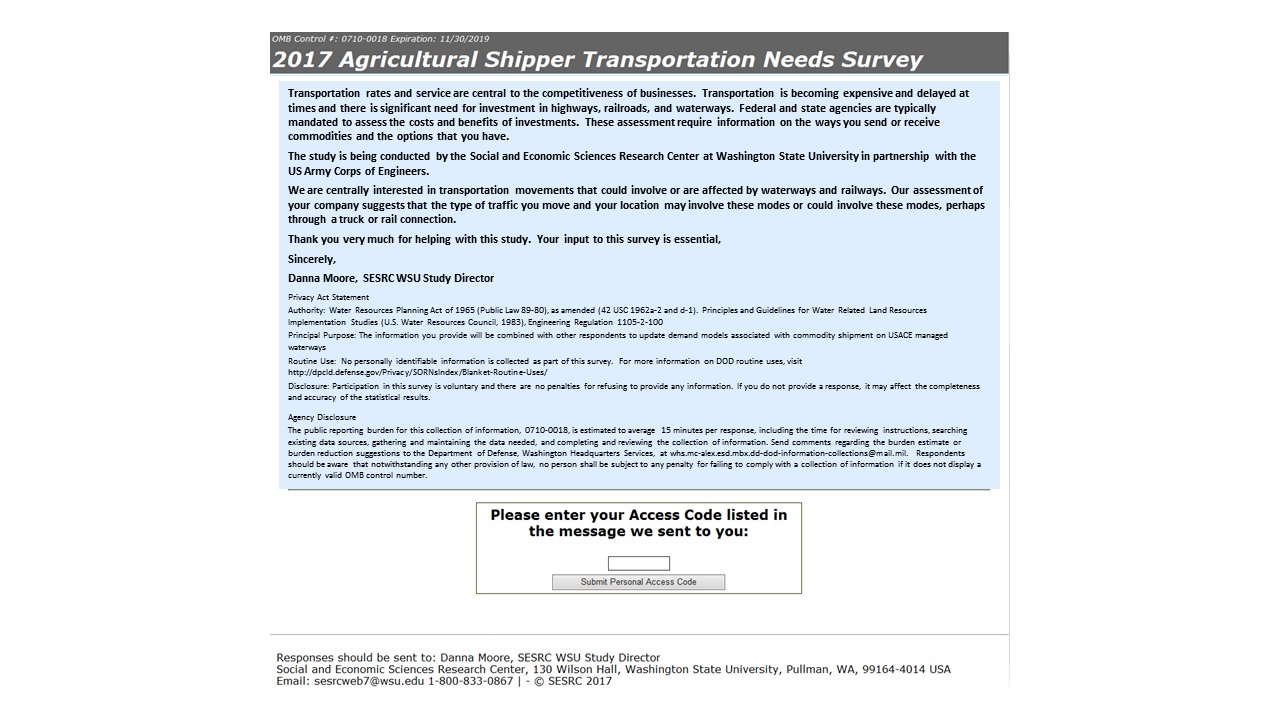 OMB Control #: 0710-0018 Expiration: 11/30/2019
2017 Agricultural Shipper Transportation Needs Survey
Transportation rates and service are central to the competitiveness of businesses. Transportation is becoming expensive and delayed at
times and there is significant need for investment in highways, railroads, and waterways. Federal and state agencies are typically
mandated to assess the costs and benefits of investments. These assessment require information on the ways you send or receive
commodities and the options that you have.
The study is being conducted by the Social and Economic Sciences Research Center at Washington State University in partnership with the
US Army Corps of Engineers.
We are centrally interested in transportation movements that could involve or are affected by waterways and railways. Our assessment of
your company suggests that the type of traffic you move and your location may involve these modes or could involve these modes, perhaps
through a truck or rail connection.
Thank you very much for helping with this study. Your input to this survey is essential,
Sincerely,
Danna Moore, SESRC WSU Study Director
Privacy Act Statement
Authority: Water Resources Planning Act of 1965 (Public Law 89-80), as amended (42 USC 1962a-2 and d-1). Principles and Guidelines for Water Related Land Resources
Implementation Studies (U.S. Water Resources Council, 1983), Engineering Regulation 1105-2-100
Principal Purpose: The information you provide will be combined with other respondents to update demand models associated with commodity shipment on USACE managed
waterways
Routine Use: No personally identifiable information is collected as part of this survey. For more information on DOD routine uses, visit
http://dpcld.defense.gov/Privacy/SORNsIndex/Blanket-Routine-Uses/
Disclosure: Participation in this survey is voluntary and there are no penalties for refusing to provide any information. If you do not provide a response, it may affect the completeness
and accuracy of the statistical results.
Agency Disclosure
The public reporting burden for this collection of information, 0710-0018, is estimated to average 15 minutes per response, including the time for reviewing instructions, searching
existing data sources, gathering and maintaining the data needed, and completing and reviewing the collection of information. Send comments regarding the burden estimate or
burden reduction suggestions to the Department of Defense, Washington Headquarters Services, at whs.mc-alex.esd.mbx.dd-dod-information-collections@mail.mil. Respondents
should be aware that notwithstanding any other provision of law, no person shall be subject to any penalty for failing to comply with a collection of information if it does not display a
currently valid OMB control number.
Please enter your Access Code listed in
the message we sent to you:
Submit Personal Access Code
Responses should be sent to: Danna Moore, SESRC WSU Study Director
Social and Economic Sciences Research Center, 130 Wilson Hall, Washington State University, Pullman, WA, 99164-4014 USA
Email: sesrcweb7@wsu.edu 1-800-833-0867 | - © SESRC 2017